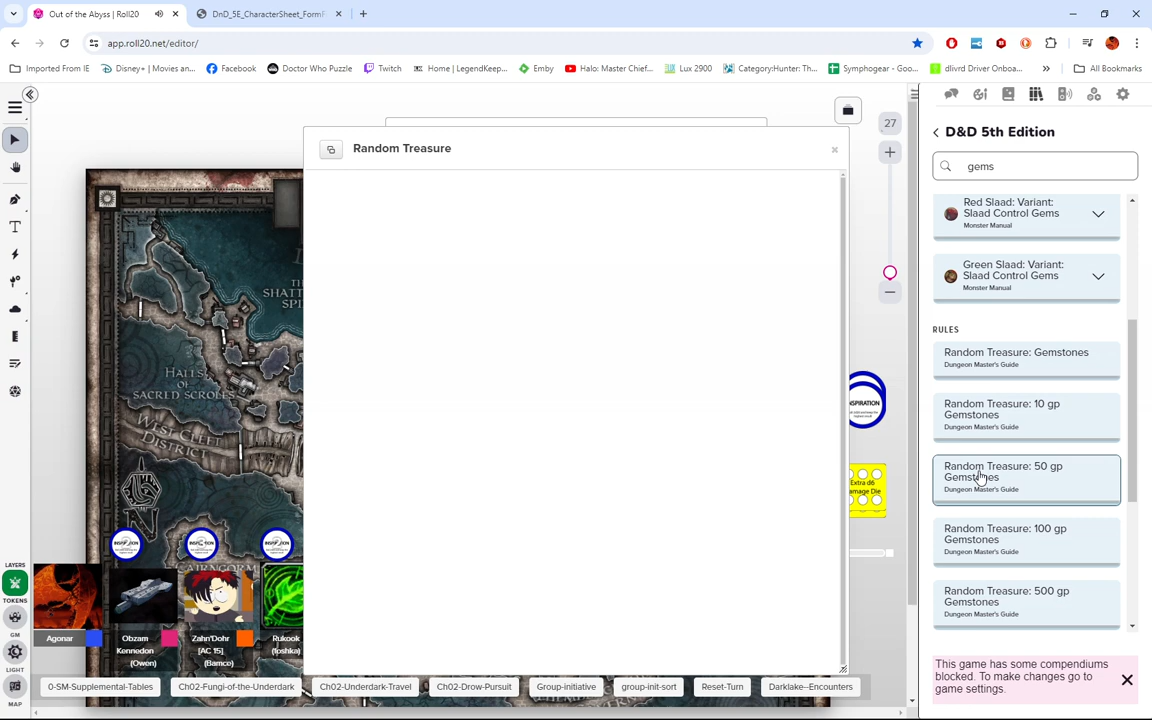 Out of the Abyss | Roll20
DnD_5E_CharacterSheet_FormF
app.roll20.net/editor/
Imported From IE
Disney+ | Movies an...
Facebook
Doctor Who Puzzle
Twitch
Home | LegendKeep...
Emby
Halo: Master Chief...
Lux 2900
Category:Hunter: Th...
Symphogear - Goo...
dlivrd Driver Onboa...
All Bookmarks
27
Random Treasure
D&D 5th Edition
gems
Red Slaad: Variant:
Slaad Control Gems
Monster Manual
Green Slaad: Variant:
Slaad Control Gems
Monster Manual
RULES
Random Treasure: Gemstones
Dungeon Master's Guide
Random Treasure: 10 gp
Gemstones
Dungeon Master's Guide
Random Treasure: 50 gp
Gemstones
Dungeon Master's Guide
Random Treasure: 100 gp
Gemstones
Dungeon Master's Guide
Random Treasure: 500 gp
Gemstones
Dungeon Master's Guide
This game has some compendiums
blocked. To make changes go to
game settings.
HALLS
OF
SACRED SCROLLS
WEST CLEFT
DISTRICT
N
INSPIRATION
INSPIRATION
INSPIRATION
INSPIRATION
Extra d6
LAYERS
TOKENS
GM
LIGHT
MAP
Agonar
Obzam
Kennedon
(Owen)
Zahn'Dohr
[AC 15]
(Bamce)
Rukook
(Ioshka)
0-SM-Supplemental-Tables
Ch02-Fungi-of-the-Underdark
Ch02-Underdark-Travel
Ch02-Drow-Pursuit
Group-initiative
group-init-sort
Reset-Turn
Darklake--Encounters